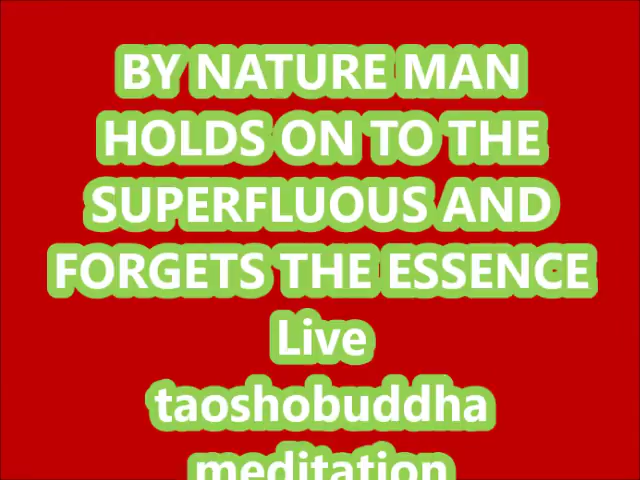 BY NATURE MAN
HOLDS ON TO THE
SUPERFLUOUS AND
FORGETS THE ESSENCE
Live
taoshobuddha
meditation